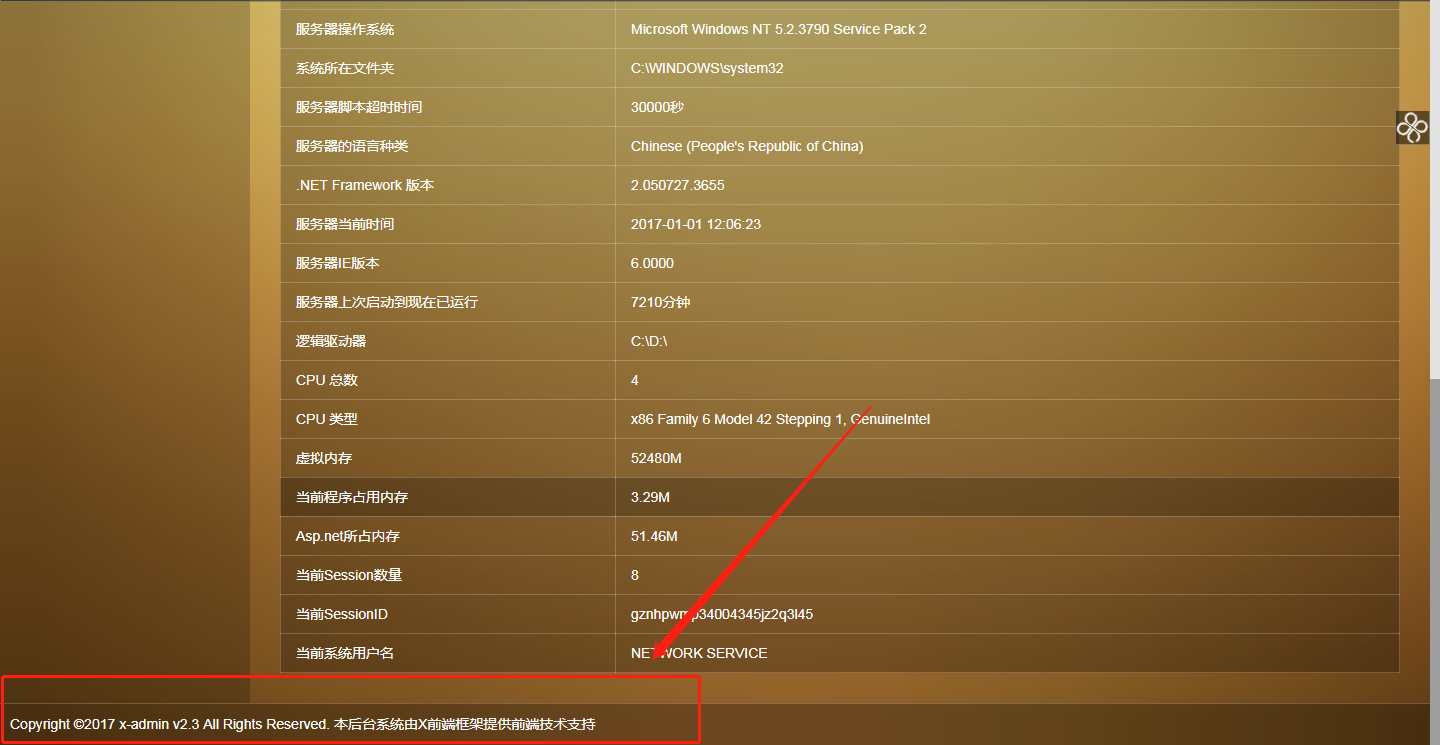 服务器操作系统 Microsoft Windows NT 5.2.3790 Service Pack 2
系统所在文件夹 C:\WINDOWS\system32
服务器脚本超时时间 30000秒
服务器的语言种类 Chinese (People's Republic of China)
.NET Framework 版本 2.050727.3655
服务器当前时间 2017-01-01 12:06:23
服务器IE版本 6.0000
服务器上次启动到现在已运行 7210分钟
逻辑驱动器 C:\D:\
CPU 总数 4
CPU 类型 x86 Family 6 Model 42 Stepping 1, GenuineIntel
虚拟内存 52480M
当前程序占用内存 3.29M
Asp.net所占内存 51.46M
当前Session数量 8
当前SessionID
当前系统用户名 NETWORK SERVICE
Copyright ©2017 x-admin v2.3 All Rights Reserved. 本后台系统由X前端框架提供前端技术支持